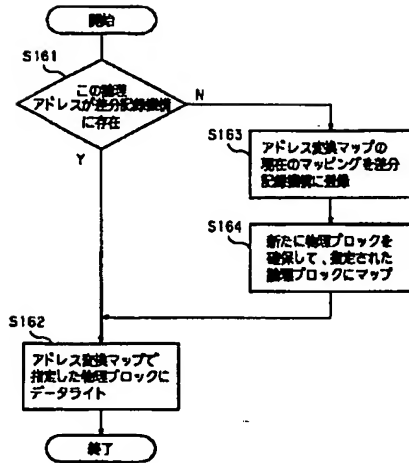 開始
S161
この論理
アドレスが差分記録機構
に存在
N
Y
S163
アドレス変換マップの
現在のマッピングを差分
記録機構に登録
S164
新たに物理ブロックを
確保して、指定された
論理ブロックにマップ
S162
アドレス変換マップで
指定した物理ブロックに
データライト
終了